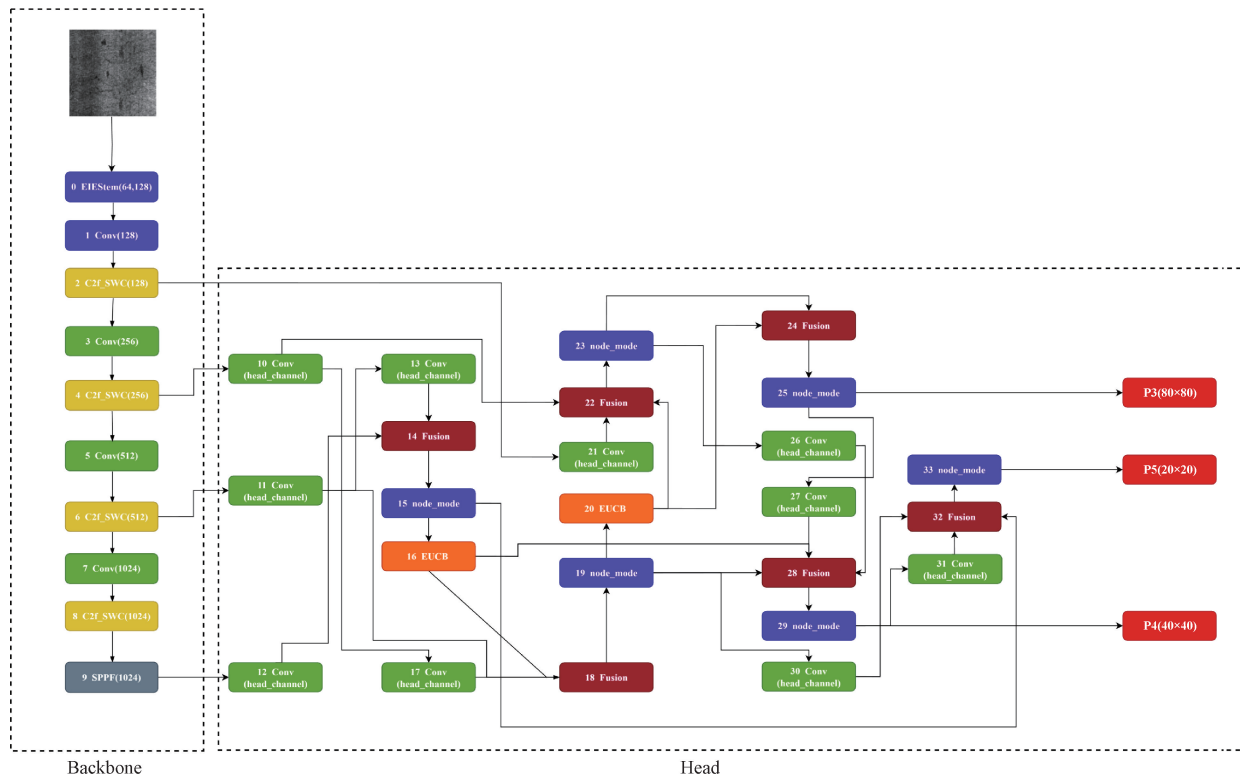 0 EIEStem(64,128)
1 Conv(128)
2 C2f_SWC(128)
3 Conv(256)
4 C2f_SWC(256)
5 Conv(512)
6 C2f_SWC(512)
7 Conv(1024)
8 C2f_SWC(1024)
9 SPPF(1024)
Backbone
10 Conv
(head_channel)
11 Conv
(head_channel)
12 Conv
(head_channel)
13 Conv
(head_channel)
14 Fusion
15 node_mode
16 EUCB
17 Conv
(head_channel)
18 Fusion
19 node_mode
20 EUCB
21 Conv
(head_channel)
22 Fusion
23 node_mode
24 Fusion
25 node_mode
26 Conv
(head_channel)
27 Conv
(head_channel)
28 Fusion
29 node_mode
30 Conv
(head_channel)
31 Conv
(head_channel)
32 Fusion
33 node_mode
P3(80×80)
P5(20×20)
P4(40×40)
Head